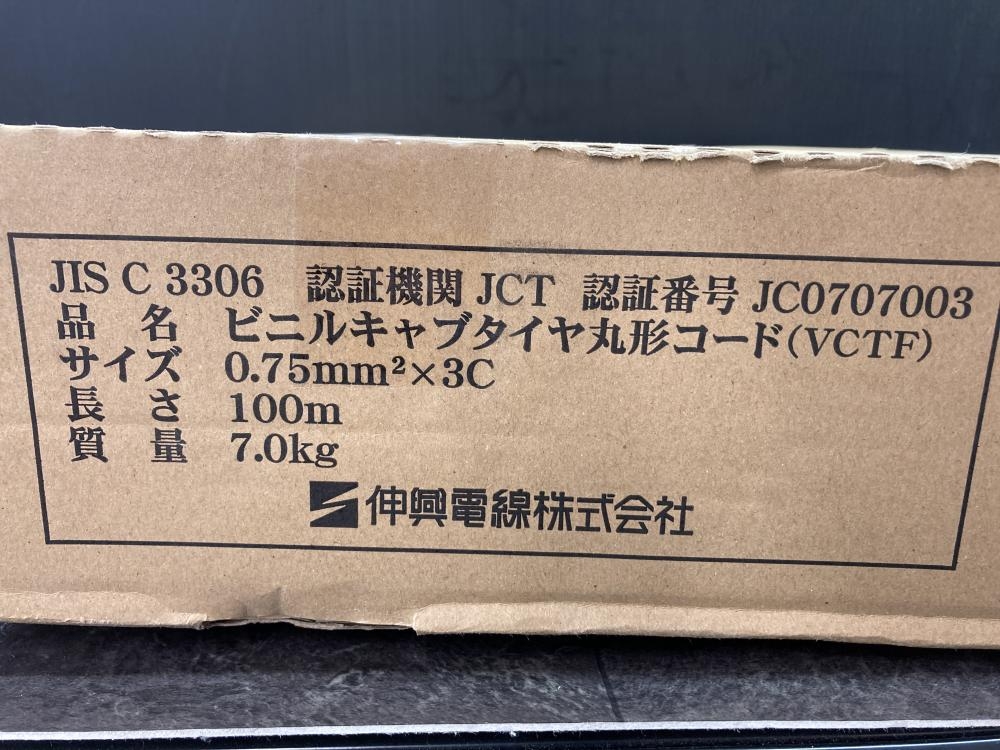 JIS C 3306 認証機関 JCT 認証番号 JC0707003
品名 ビニルキャブタイヤ丸形コード(VCTF)
サイズ 0.75mm²×3C
長さ 100m
質量 7.0kg
伸興電線株式会社